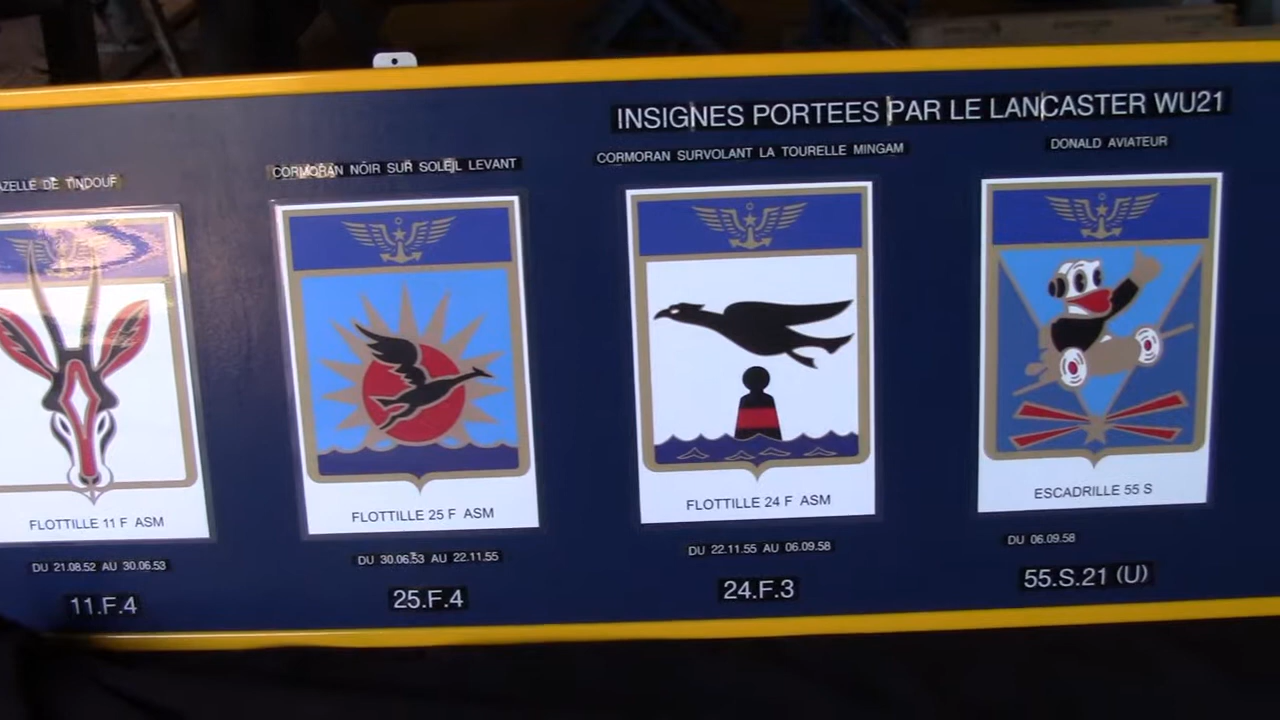 INSIGNES PORTEES PAR LE LANCASTER WU21
DE TINDOUF
FLOTTILLE 11 F ASM
DU 21.08.52 AU 30.06.53
11.F.4
CORMORAN NOIR SUR SOLEIL LEVANT
FLOTTILLE 25 F ASM
DU 30.06.53 AU 22.11.55
25.F.4
CORMORAN SURVOLANT LA TOURELLE MINGAM
FLOTTILLE 24 F ASM
DU 22.11.55 AU 06.09.58
24.F.3
DONALD AVIATEUR
ESCADRILLE 55 S
DU 06.09.58
55.S.21 (U)